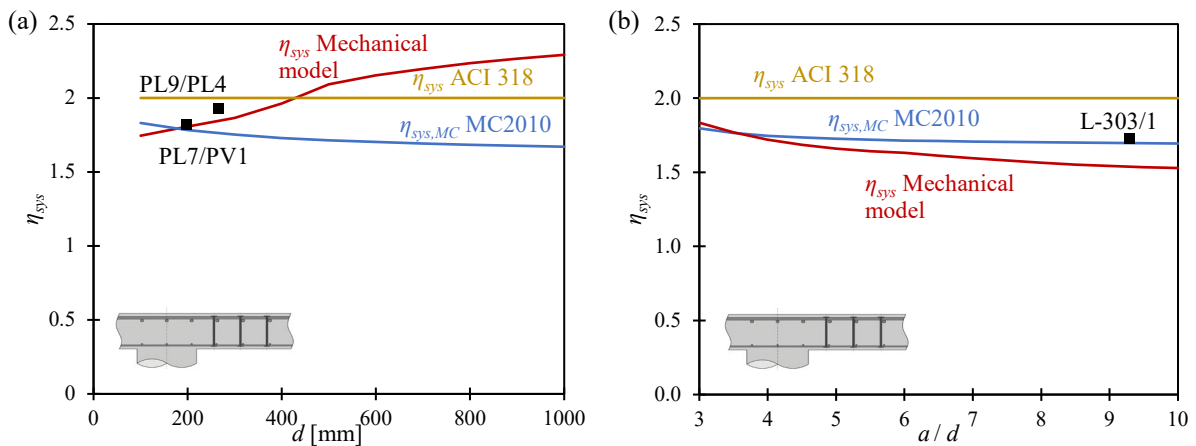 (a)
2.5
2
1.5
1
0.5
0
η_sys
PL9/PL4
PL7/PV1
η_sys Mechanical
model
η_sys ACI 318
η_sys,MC MC2010
0 200 400 600 800 1000
d [mm]
(b)
2.5
2.0
1.5
1.0
0.5
0.0
η_sys
η_sys ACI 318
η_sys,MC MC2010
L-303/1
η_sys Mechanical
model
3 4 5 6 7 8 9 10
a / d